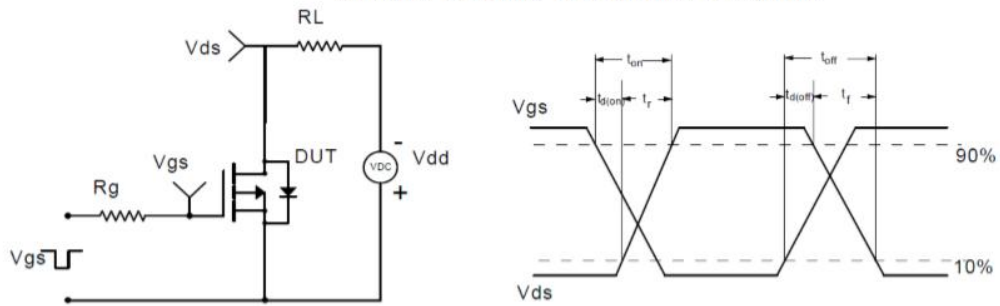 RL
Vds
Vgs
DUT
Rg
VDC
-
+
Vdd
Vgs
ton
toff
td(on)
tr
td(off)
tf
Vgs
90%
10%
Vds